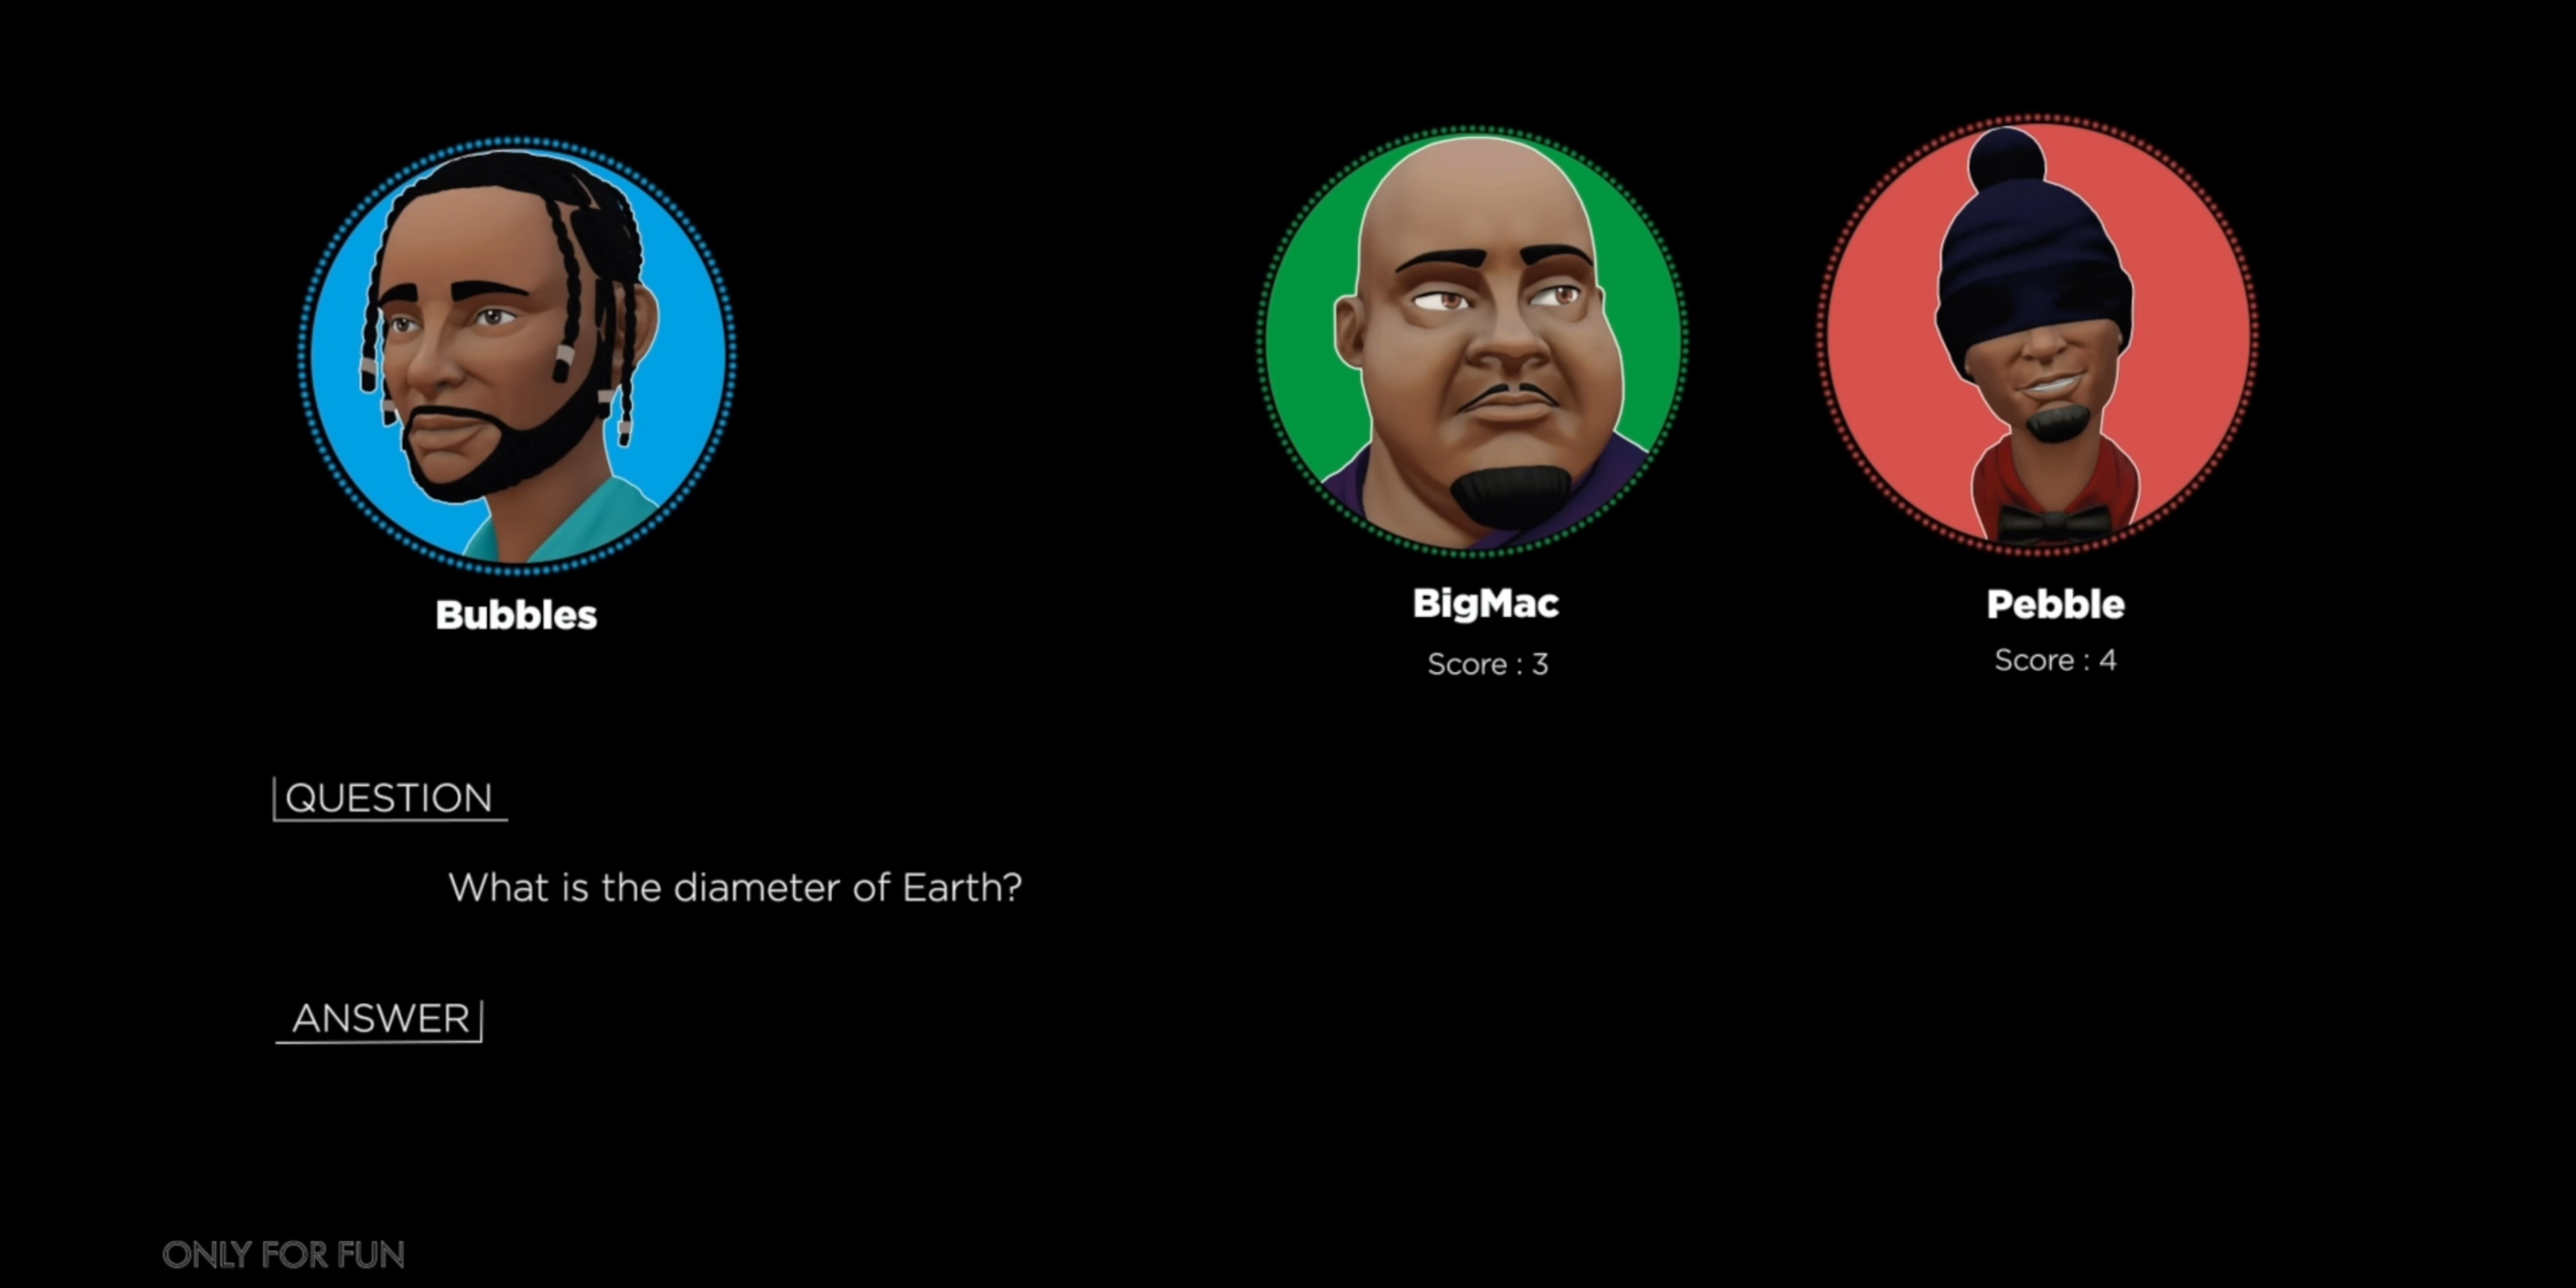 Bubbles
BigMac
Score : 3
Pebble
Score : 4
QUESTION
What is the diameter of Earth?
ANSWER
ONLY FOR FUN